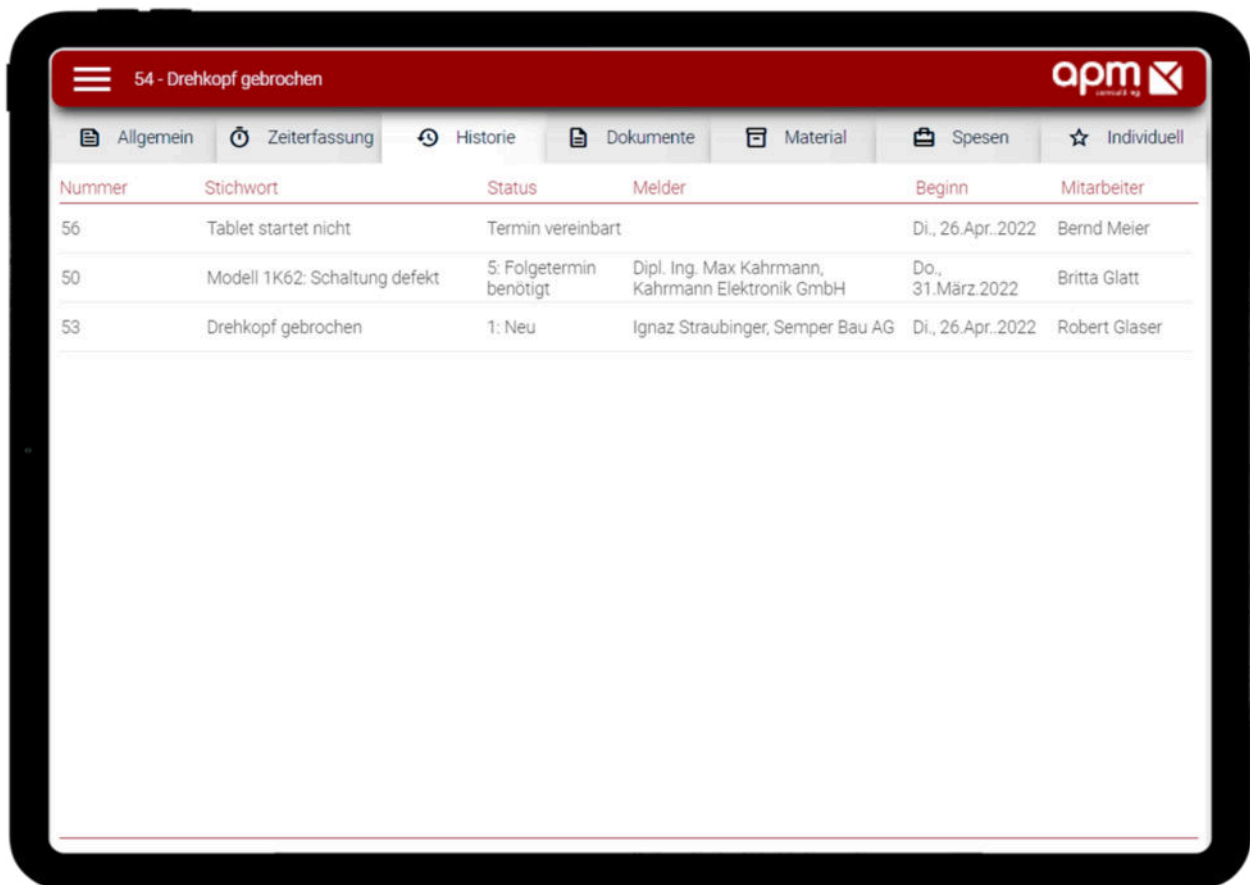 54 - Drehkopf gebrochen
apm
consult ag
Allgemein Zeiterfassung Historie Dokumente Material Spesen Individuell
Nummer Stichwort Status Melder Beginn Mitarbeiter
56 Tablet startet nicht Termin vereinbart Di., 26.Apr..2022 Bernd Meier
50 Modell 1K62: Schaltung defekt 5: Folgetermin benötigt Dipl. Ing. Max Kahrmann, Kahrmann Elektronik GmbH Do., 31.März.2022 Britta Glatt
53 Drehkopf gebrochen 1: Neu Ignaz Straubinger, Semper Bau AG Di., 26.Apr..2022 Robert Glaser